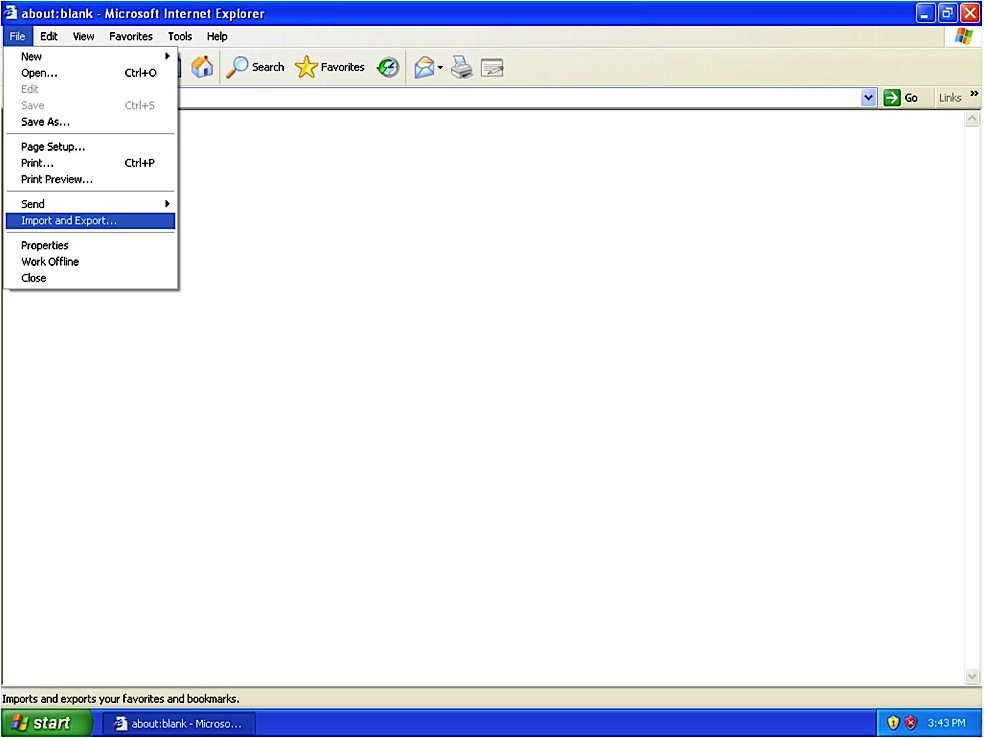 about:blank - Microsoft Internet Explorer
File Edit View Favorites Tools Help
Search Favorites
Go Links »
New
Open... Ctrl+O
Edit
Save Ctrl+S
Save As...
Page Setup...
Print... Ctrl+P
Print Preview...
Send
Import and Export...
Properties
Work Offline
Close
Imports and exports your favorites and bookmarks.
start about:blank - Microso... 3:43 PM